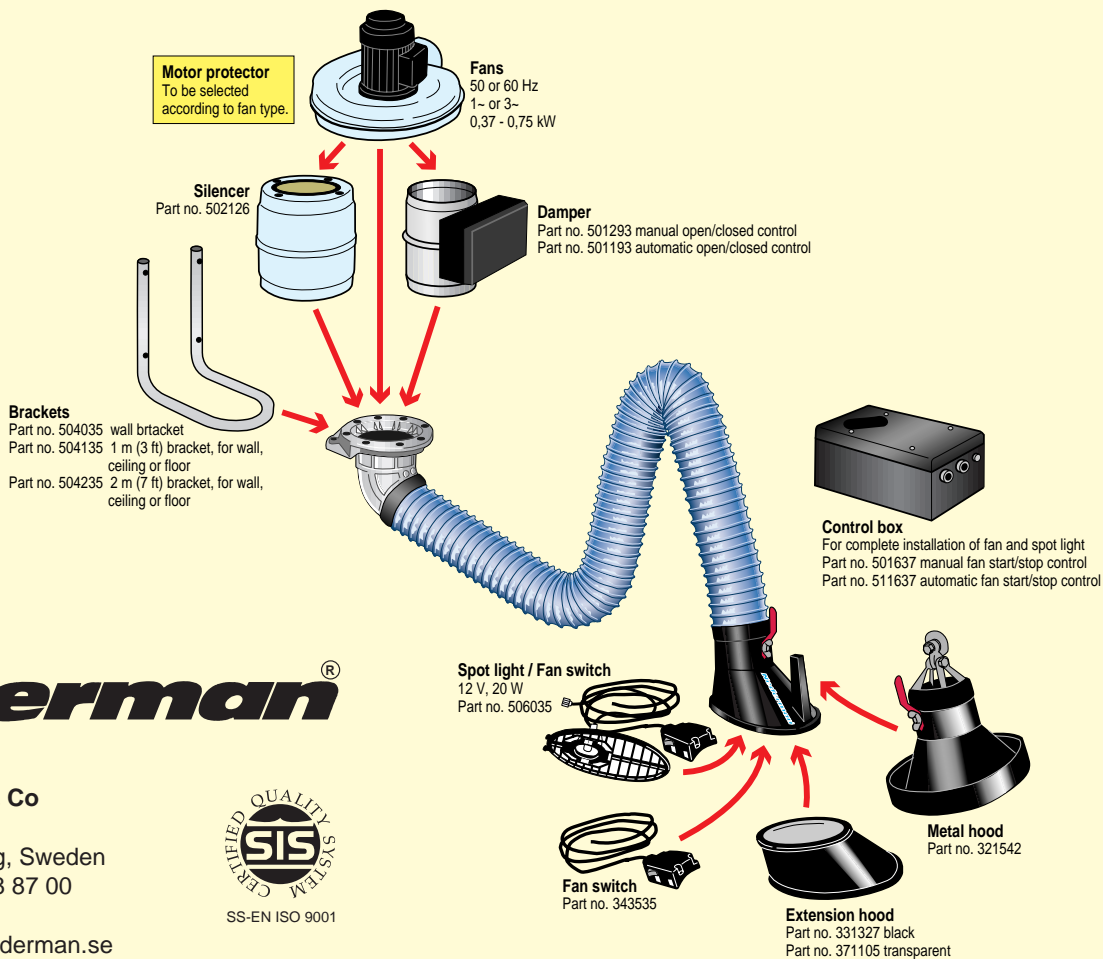 Motor protector
To be selected
according to fan type.
Fans
50 or 60 Hz
1~ or 3~
0,37 - 0,75 kW
Silencer
Part no. 502126
Damper
Part no. 501293 manual open/closed control
Part no. 501193 automatic open/closed control
Brackets
Part no. 504035 wall brtacket
Part no. 504135 1 m (3 ft) bracket, for wall,
ceiling or floor
Part no. 504235 2 m (7 ft) bracket, for wall,
ceiling or floor
Control box
For complete installation of fan and spot light
Part no. 501637 manual fan start/stop control
Part no. 511637 automatic fan start/stop control
Spot light / Fan switch
12 V, 20 W
Part no. 506035
Metal hood
Part no. 321542
Fan switch
Part no. 343535
Extension hood
Part no. 331327 black
Part no. 371105 transparent
erman®
Co
g, Sweden
87 00
derman.se
CERTIFIED QUALITY SYSTEM
SIS
SS-EN ISO 9001